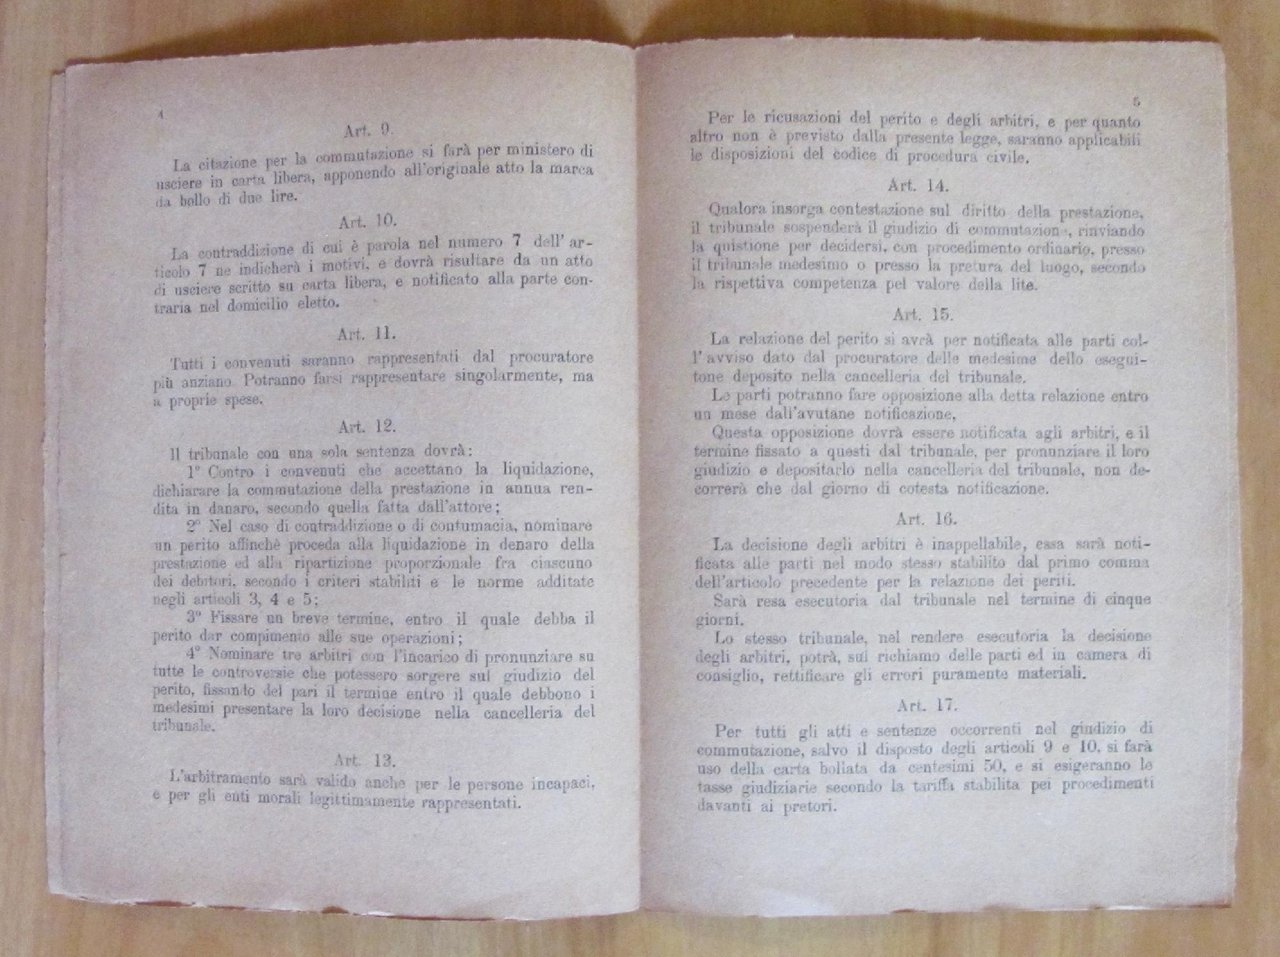 4
Art. 9.
La citazione per la commutazione si farà per ministero di
usciere in carta libera, apponendo all'originale atto la marca
da bollo di due lire.
Art. 10.
La contraddizione di cui è parola nel numero 7 dell'ar-
ticolo 7 ne indicherà i motivi, e dovrà risultare da un atto
di usciere scritto su carta libera, e notificato alla parte con-
traria nel domicilio eletto.
Art. 11.
Tutti i convenuti saranno rappresentati dal procuratore
più anziano. Potranno farsi rappresentare singolarmente, ma
a proprie spese.
Art. 12.
Il tribunale con una sola sentenza dovrà:
1° Contro i convenuti che accettano la liquidazione,
dichiarare la commutazione della prestazione in annua ren-
dita in danaro, secondo quella fatta dall'attore;
2° Nel caso di contraddizione o di contumacia, nominare
un perito affinchè proceda alla liquidazione in denaro della
prestazione ed alla ripartizione proporzionale fra ciascuno
dei debitori, secondo i criteri stabiliti e le norme additate
negli articoli 3, 4 e 5;
3° Fissare un breve termine, entro il quale debba il
perito dar compimento alle sue operazioni;
4° Nominare tre arbitri con l'incarico di pronunziare su
tutte le controversie che potessero sorgere sul giudizio del
perito, fissando del pari il termine entro il quale debbono i
medesimi presentare la loro decisione nella cancelleria del
tribunale.
Art. 13.
L'arbitramento sarà valido anche per le persone incapaci,
e per gli enti morali legittimamente rappresentati.
5
Per le ricusazioni del perito e degli arbitri, e per quanto
altro non è previsto dalla presente legge, saranno applicabili
le disposizioni del codice di procedura civile.
Art. 14.
Qualora insorga contestazione sul diritto della prestazione,
il tribunale sospenderà il giudizio di commutazione, rinviando
la quistione per decidersi, con procedimento ordinario, presso
il tribunale medesimo o presso la pretura del luogo, secondo
la rispettiva competenza pel valore della lite.
Art. 15.
La relazione del perito si avrà per notificata alle parti col-
l'avviso dato dal procuratore delle medesime dello esegui-
tone deposito nella cancelleria del tribunale.
Le parti potranno fare opposizione alla detta relazione entro
un mese dall'avutane notificazione.
Questa opposizione dovrà essere notificata agli arbitri, e il
termine fissato a questi dal tribunale, per pronunziare il loro
giudizio e depositarlo nella cancelleria del tribunale, non de-
correrà che dal giorno di cotesta notificazione.
Art. 16.
La decisione degli arbitri è inappellabile, essa sarà noti-
ficata alle parti nel modo stesso stabilito dal primo comma
dell'articolo precedente per la relazione dei periti.
Sarà resa esecutoria dal tribunale nel termine di cinque
giorni.
Lo stesso tribunale, nel rendere esecutoria la decisione
degli arbitri, potrà, sul richiamo delle parti ed in camera di
consiglio, rettificare gli errori puramente materiali.
Art. 17.
Per tutti gli atti e sentenze occorrenti nel giudizio di
commutazione, salvo il disposto degli articoli 9 e 10, si farà
uso della carta bollata da centesimi 50, e si esigeranno le
tasse giudiziarie secondo la tariffa stabilita pei procedimenti
davanti ai pretori.